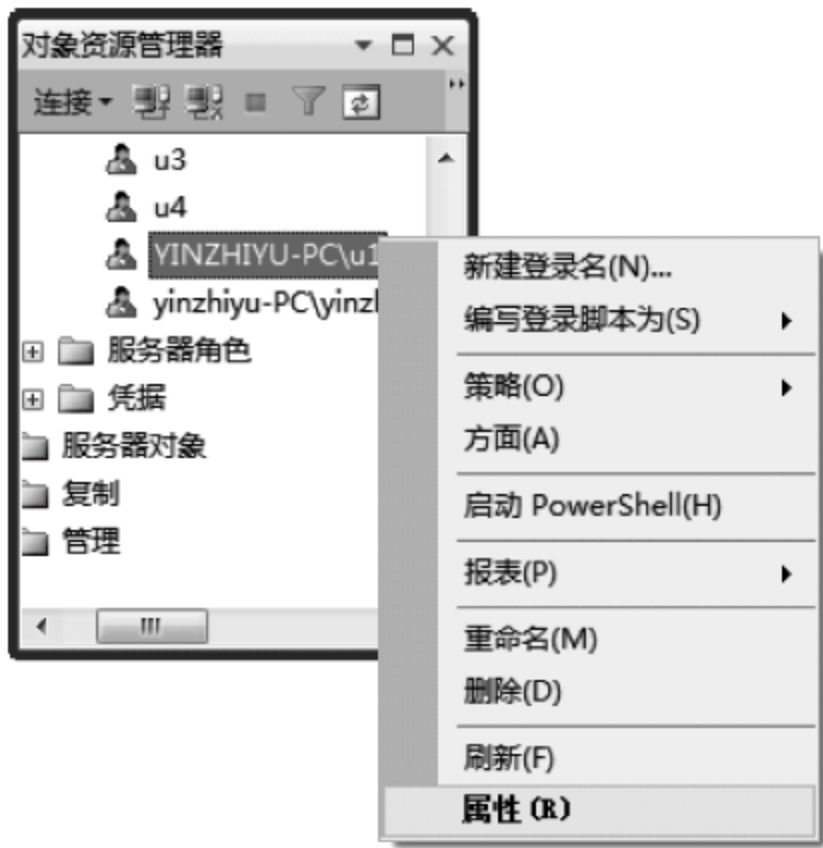 对象资源管理器
连接
u3
u4
YINZHIYU-PC\u1
yinzhiyu-PC\yinzh
服务器角色
凭据
服务器对象
复制
管理
新建登录名(N)...
编写登录脚本为(S)
策略(O)
方面(A)
启动 PowerShell(H)
报表(P)
重命名(M)
删除(D)
刷新(F)
属性(R)